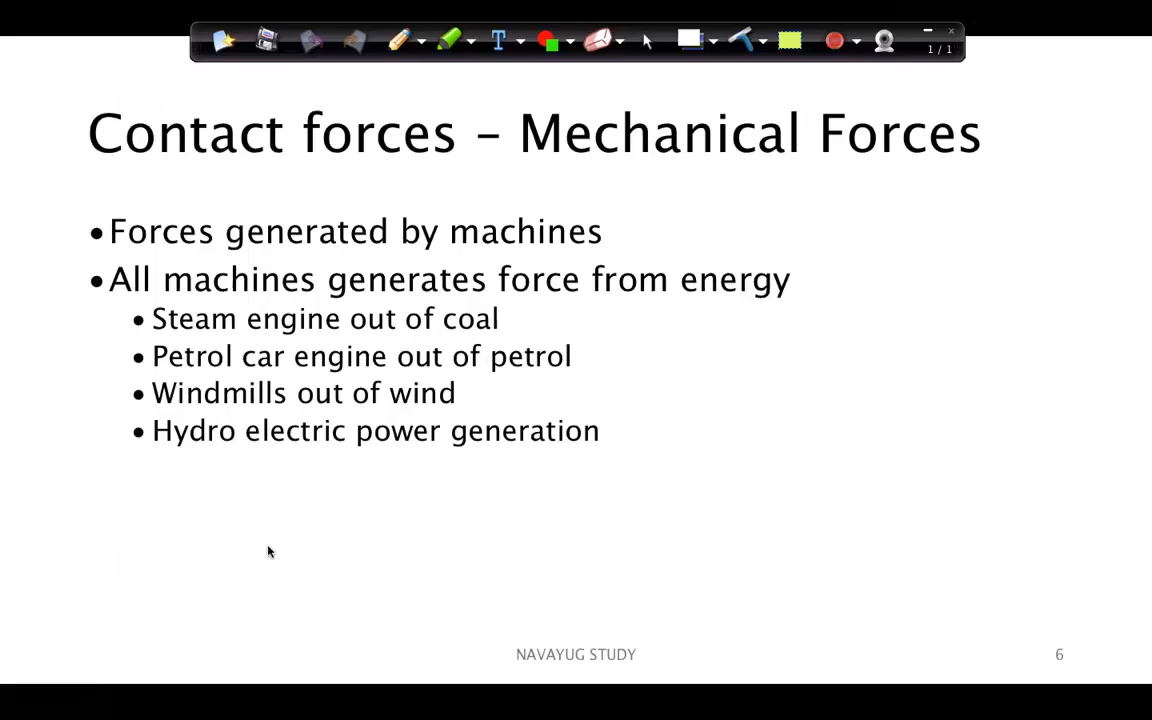 T
1 / 1
Contact forces – Mechanical Forces
•Forces generated by machines
•All machines generates force from energy
•Steam engine out of coal
•Petrol car engine out of petrol
•Windmills out of wind
•Hydro electric power generation
NAVAYUG STUDY
6